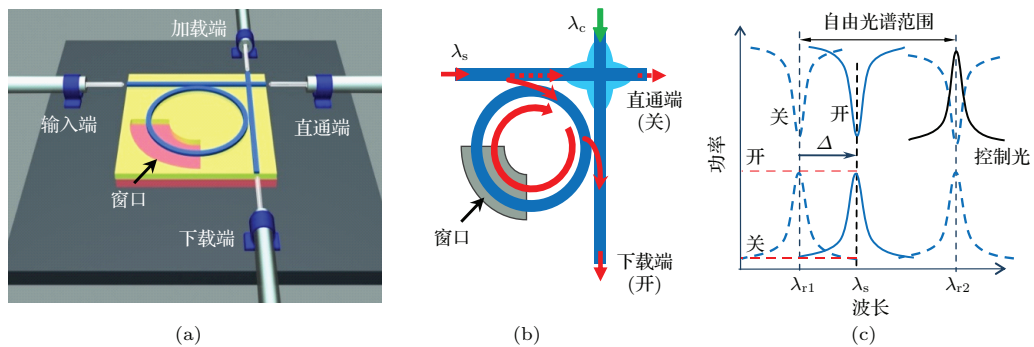 加载端
输入端
直通端
窗口
下载端
(a)
λc
λs
直通端
(关)
窗口
下载端
(开)
(b)
自由光谱范围
关
开
控制光
Δ
功率
开
关
λr1
λs
λr2
波长
(c)